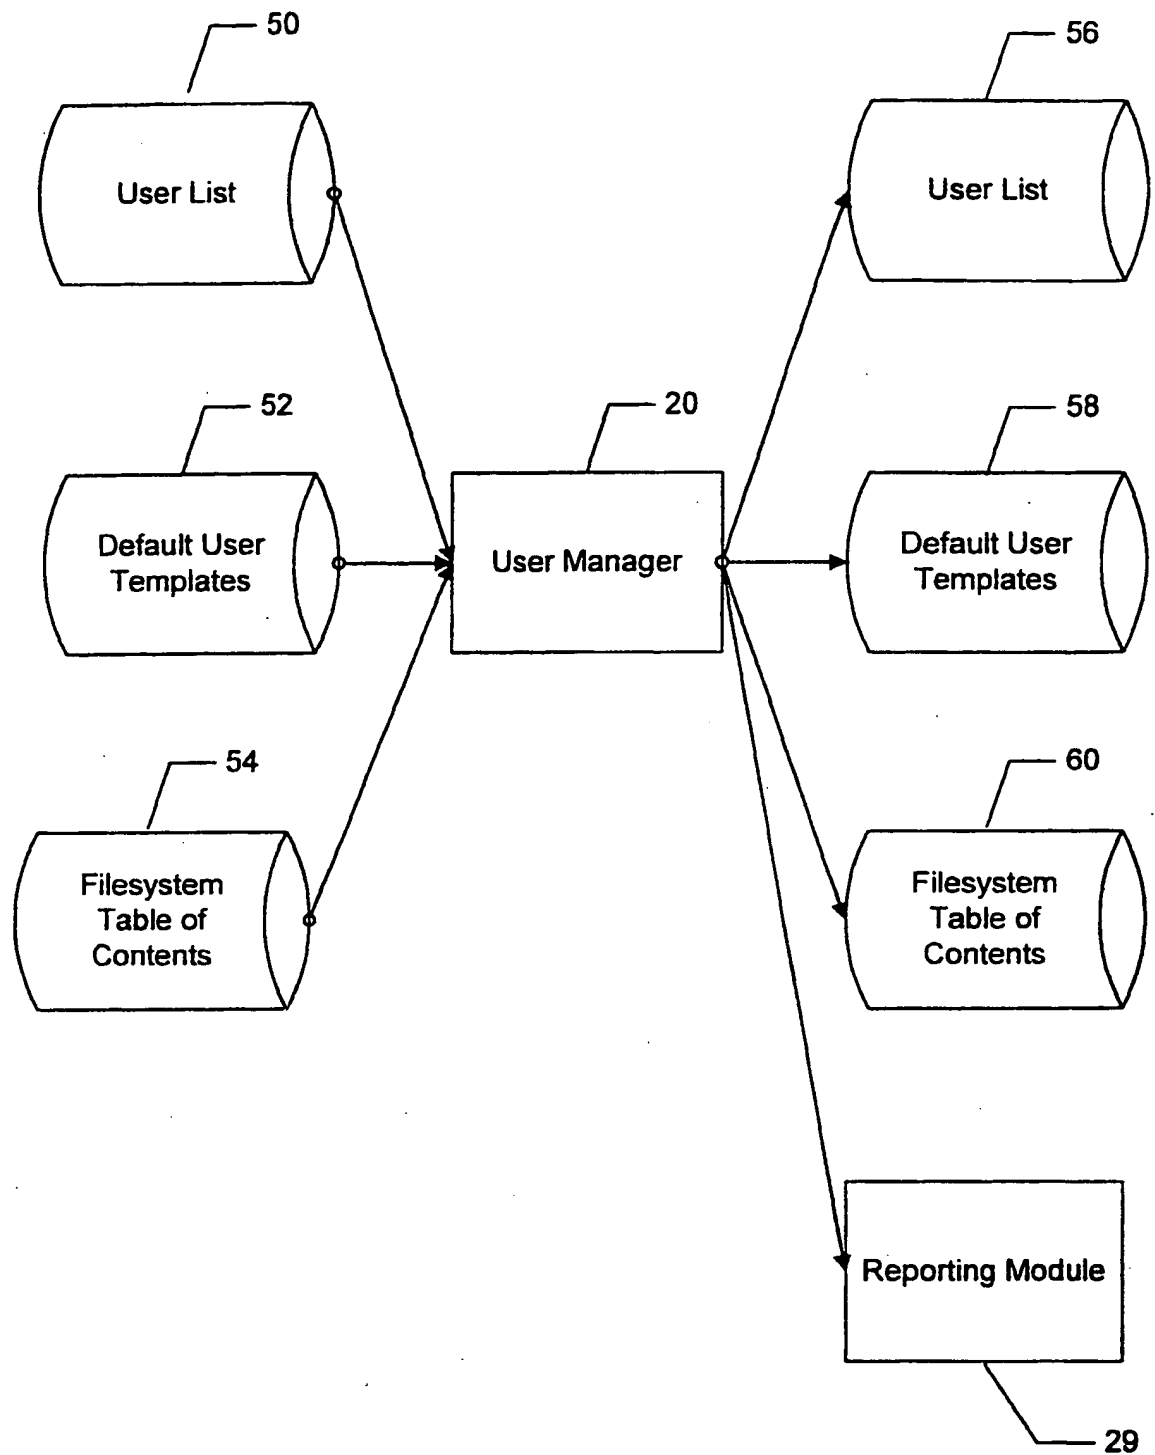 50
56
User List
User List
52
20
58
Default User
Templates
User Manager
Default User
Templates
54
60
Filesystem
Table of
Contents
Filesystem
Table of
Contents
Reporting Module
29